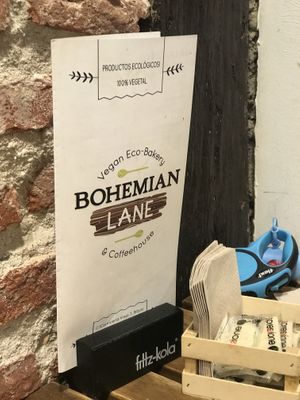 PRODUCTOS ECOLÓGICOS!
100% VEGETAL
Vegan Eco-Bakery
BOHEMIAN
LANE
& Coffeehouse
fritz-kola®